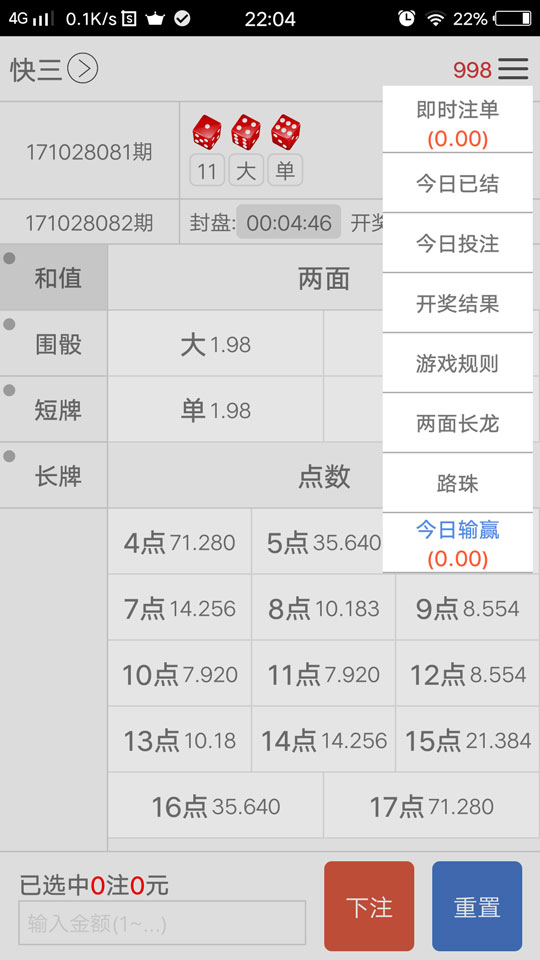 4G 0.1K/s 22:04 22%
快三 998
171028081期
11 大 单
171028082期 封盘: 00:04:46 开奖
即时注单
(0.00)
今日已结
今日投注
开奖结果
游戏规则
两面长龙
路珠
今日输赢
(0.00)
和值 两面
围骰 大 1.98
短牌 单 1.98
长牌 点数
4点 71.280 5点 35.640
7点 14.256 8点 10.183 9点 8.554
10点 7.920 11点 7.920 12点 8.554
13点 10.18 14点 14.256 15点 21.384
16点 35.640 17点 71.280
已选中0注0元
输入金额(1~...)
下注 重置